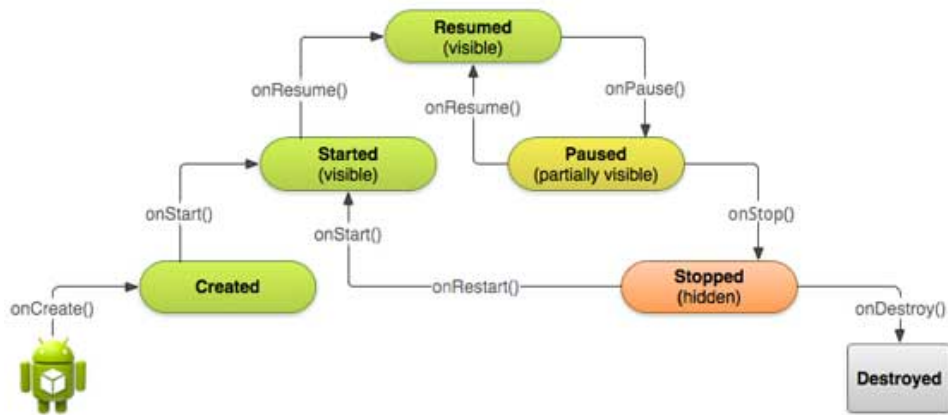 Resumed
(visible)
onResume()
onResume()
onPause()
Started
(visible)
Paused
(partially visible)
onStart()
onStart()
onStop()
Created
onRestart()
Stopped
(hidden)
onCreate()
onDestroy()
Destroyed